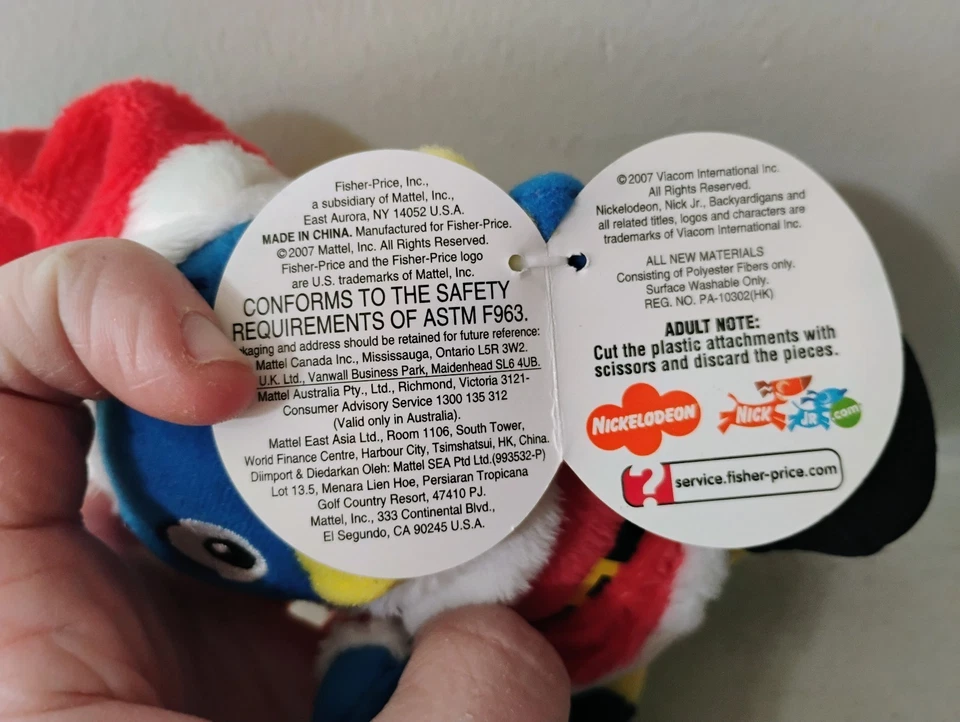 Fisher-Price, Inc.,
a subsidiary of Mattel, Inc.,
East Aurora, NY 14052 U.S.A.
MADE IN CHINA. Manufactured for Fisher-Price.
©2007 Mattel, Inc. All Rights Reserved.
Fisher-Price and the Fisher-Price logo
are U.S. trademarks of Mattel, Inc.
CONFORMS TO THE SAFETY
REQUIREMENTS OF ASTM F963.
and address should be retained for future reference:
Mattel Canada Inc., Mississauga, Ontario L5R 3W2.
U.K. Ltd., Vanwall Business Park, Maidenhead SL6 4UB.
Mattel Australia Pty., Ltd., Richmond, Victoria 3121-
Consumer Advisory Service 1300 135 312
(Valid only in Australia).
Mattel East Asia Ltd., Room 1106, South Tower,
World Finance Centre, Harbour City, Tsimshatsui, HK, China.
Diimport & Diedarkan Oleh: Mattel SEA Ptd Ltd.(993532-P)
Lot 13.5, Menara Lien Hoe, Persiaran Tropicana
Golf Country Resort, 47410 PJ.
Mattel, Inc., 333 Continental Blvd.,
El Segundo, CA 90245 U.S.A.
©2007 Viacom International Inc.
All Rights Reserved.
Nickelodeon, Nick Jr., Backyardigans and
all related titles, logos and characters are
trademarks of Viacom International Inc.
ALL NEW MATERIALS
Consisting of Polyester Fibers only.
Surface Washable Only.
REG. NO. PA-10302(HK)
ADULT NOTE:
Cut the plastic attachments with
scissors and discard the pieces.
NICKELODEON
NICK JR .com
? service.fisher-price.com